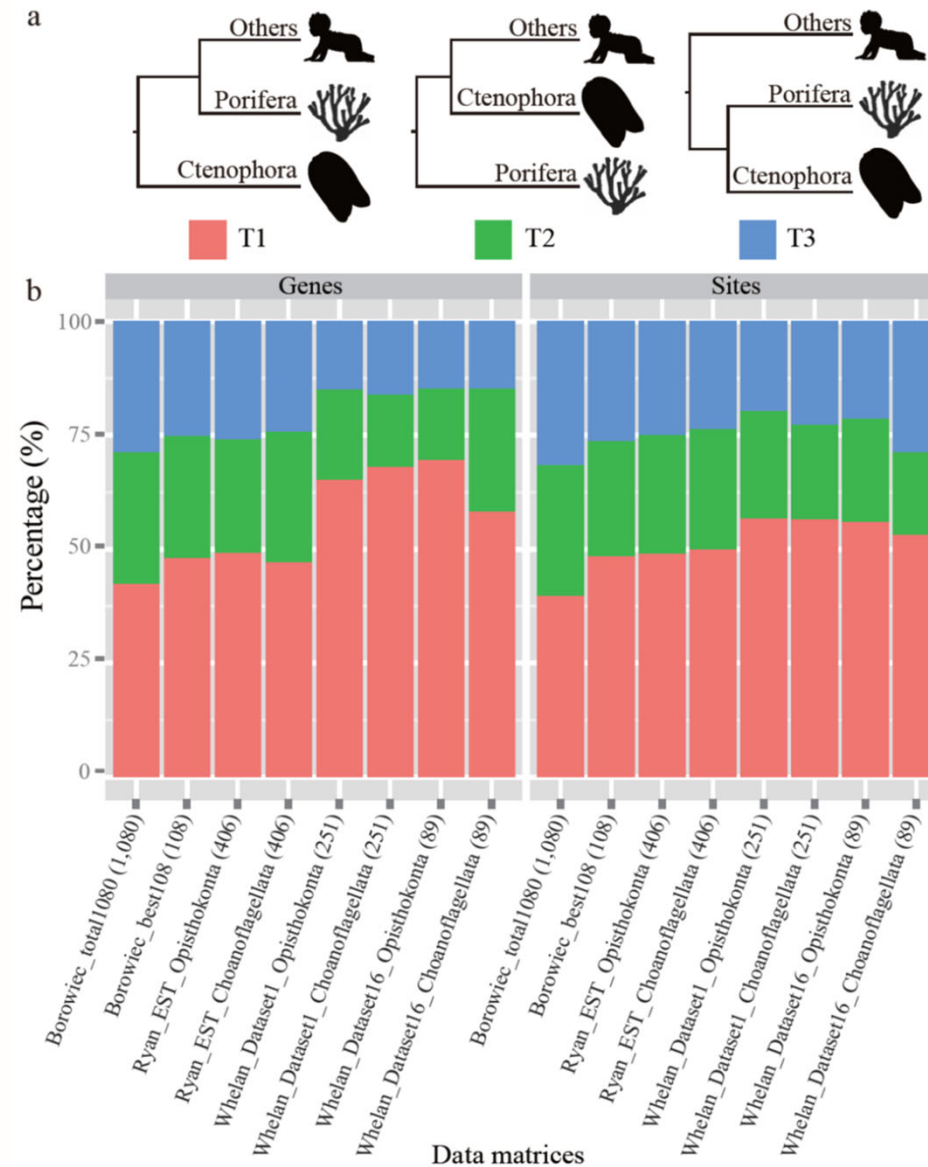 a
Others
Porifera
Ctenophora
Others
Ctenophora
Porifera
Others
Porifera
Ctenophora
T1
T2
T3
b
Genes
Sites
Percentage (%)
100
75
50
25
0
Borowiec_total1080 (1,080)
Borowiec_best108 (108)
Ryan_EST_Opisthokonta (406)
Ryan_EST_Choanoflagellata (406)
Whelan_Dataset1_Opisthokonta (251)
Whelan_Dataset1_Choanoflagellata (251)
Whelan_Dataset16_Opisthokonta (89)
Whelan_Dataset16_Choanoflagellata (89)
Borowiec_total1080 (1,080)
Borowiec_best108 (108)
Ryan_EST_Opisthokonta (406)
Ryan_EST_Choanoflagellata (406)
Whelan_Dataset1_Opisthokonta (251)
Whelan_Dataset1_Choanoflagellata (251)
Whelan_Dataset16_Opisthokonta (89)
Whelan_Dataset16_Choanoflagellata (89)
Data matrices